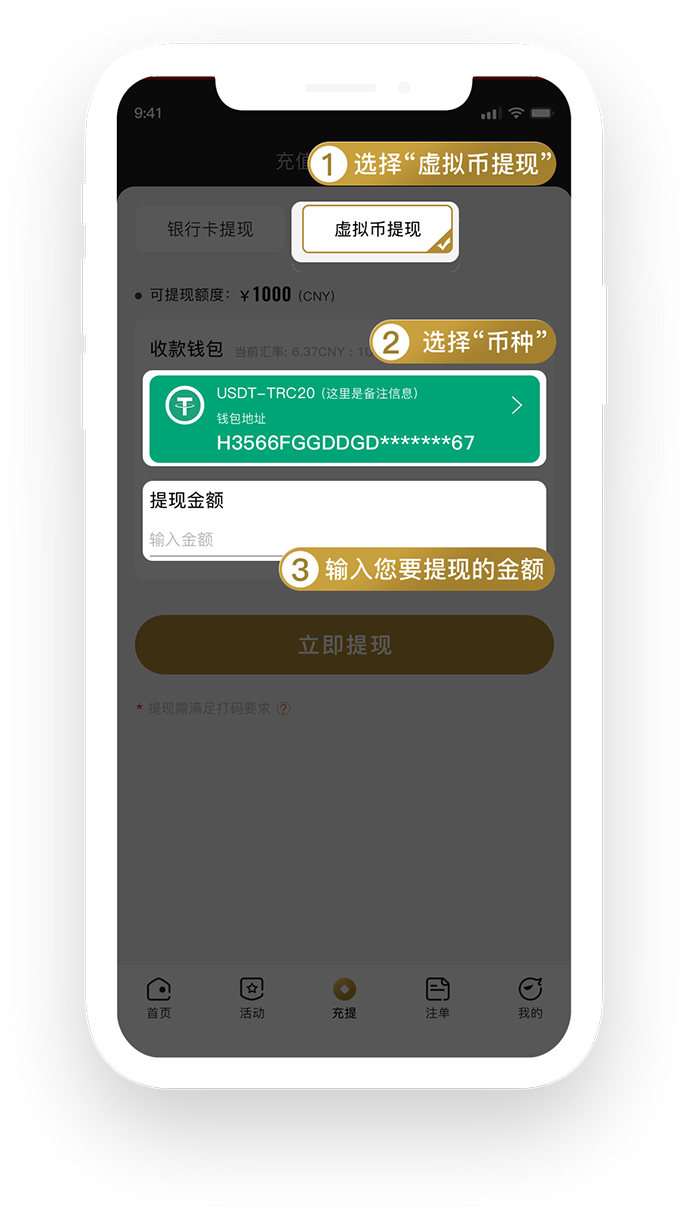 9:41
充值
① 选择“虚拟币提现”
银行卡提现
虚拟币提现
• 可提现额度：¥1000 (CNY)
收款钱包 当前汇率: 6.37CNY : 1
② 选择“币种”
USDT-TRC20 (这里是备注信息)
钱包地址
H3566FGGDDGD*******67
提现金额
输入金额
③ 输入您要提现的金额
立即提现
* 提现需满足打码要求 ?
首页
活动
充提
注单
我的